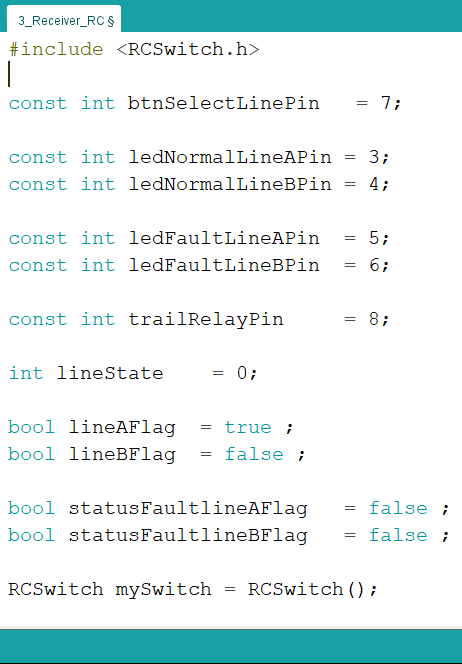 3_Receiver_RC §
#include <RCSwitch.h>
const int btnSelectLinePin   = 7;
const int ledNormalLineAPin = 3;
const int ledNormalLineBPin = 4;
const int ledFaultLineAPin  = 5;
const int ledFaultLineBPin  = 6;
const int trailRelayPin     = 8;
int lineState    = 0;
bool lineAFlag  = true ;
bool lineBFlag  = false ;
bool statusFaultlineAFlag   = false ;
bool statusFaultlineBFlag   = false ;
RCSwitch mySwitch = RCSwitch();